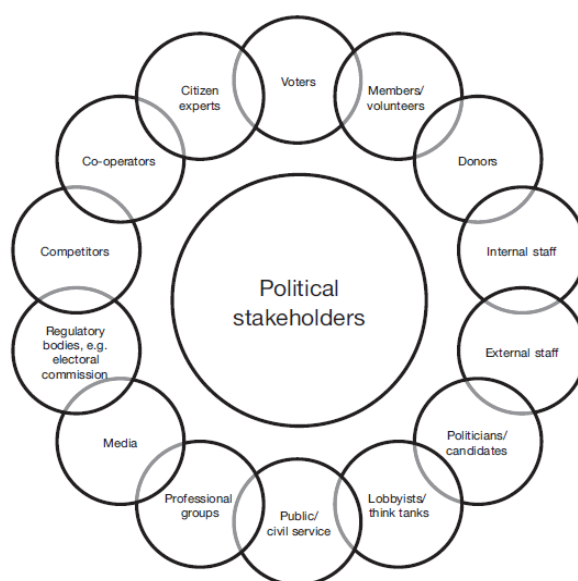 Voters
Members/
volunteers
Donors
Internal staff
External staff
Politicians/
candidates
Lobbyists/
think tanks
Public/
civil service
Professional
groups
Media
Regulatory
bodies, e.g.
electoral
commission
Competitors
Co-operators
Citizen
experts
Political
stakeholders